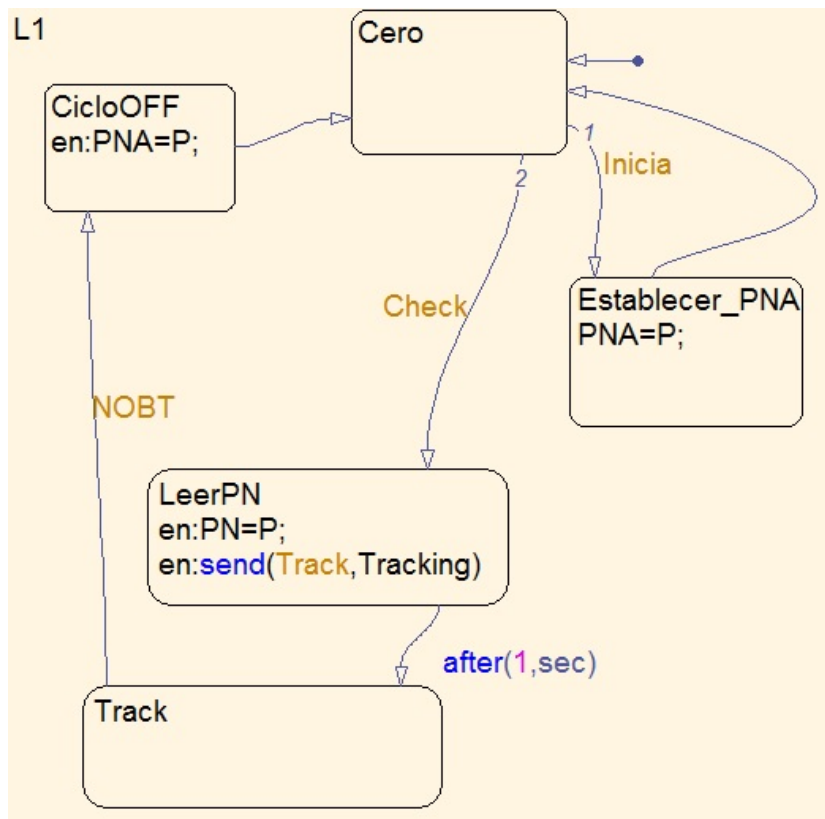 L1
Cero
CicloOFF
en:PNA=P;
1
Inicia
2
Establecer_PNA
PNA=P;
Check
NOBT
LeerPN
en:PN=P;
en:send(Track,Tracking)
after(1,sec)
Track